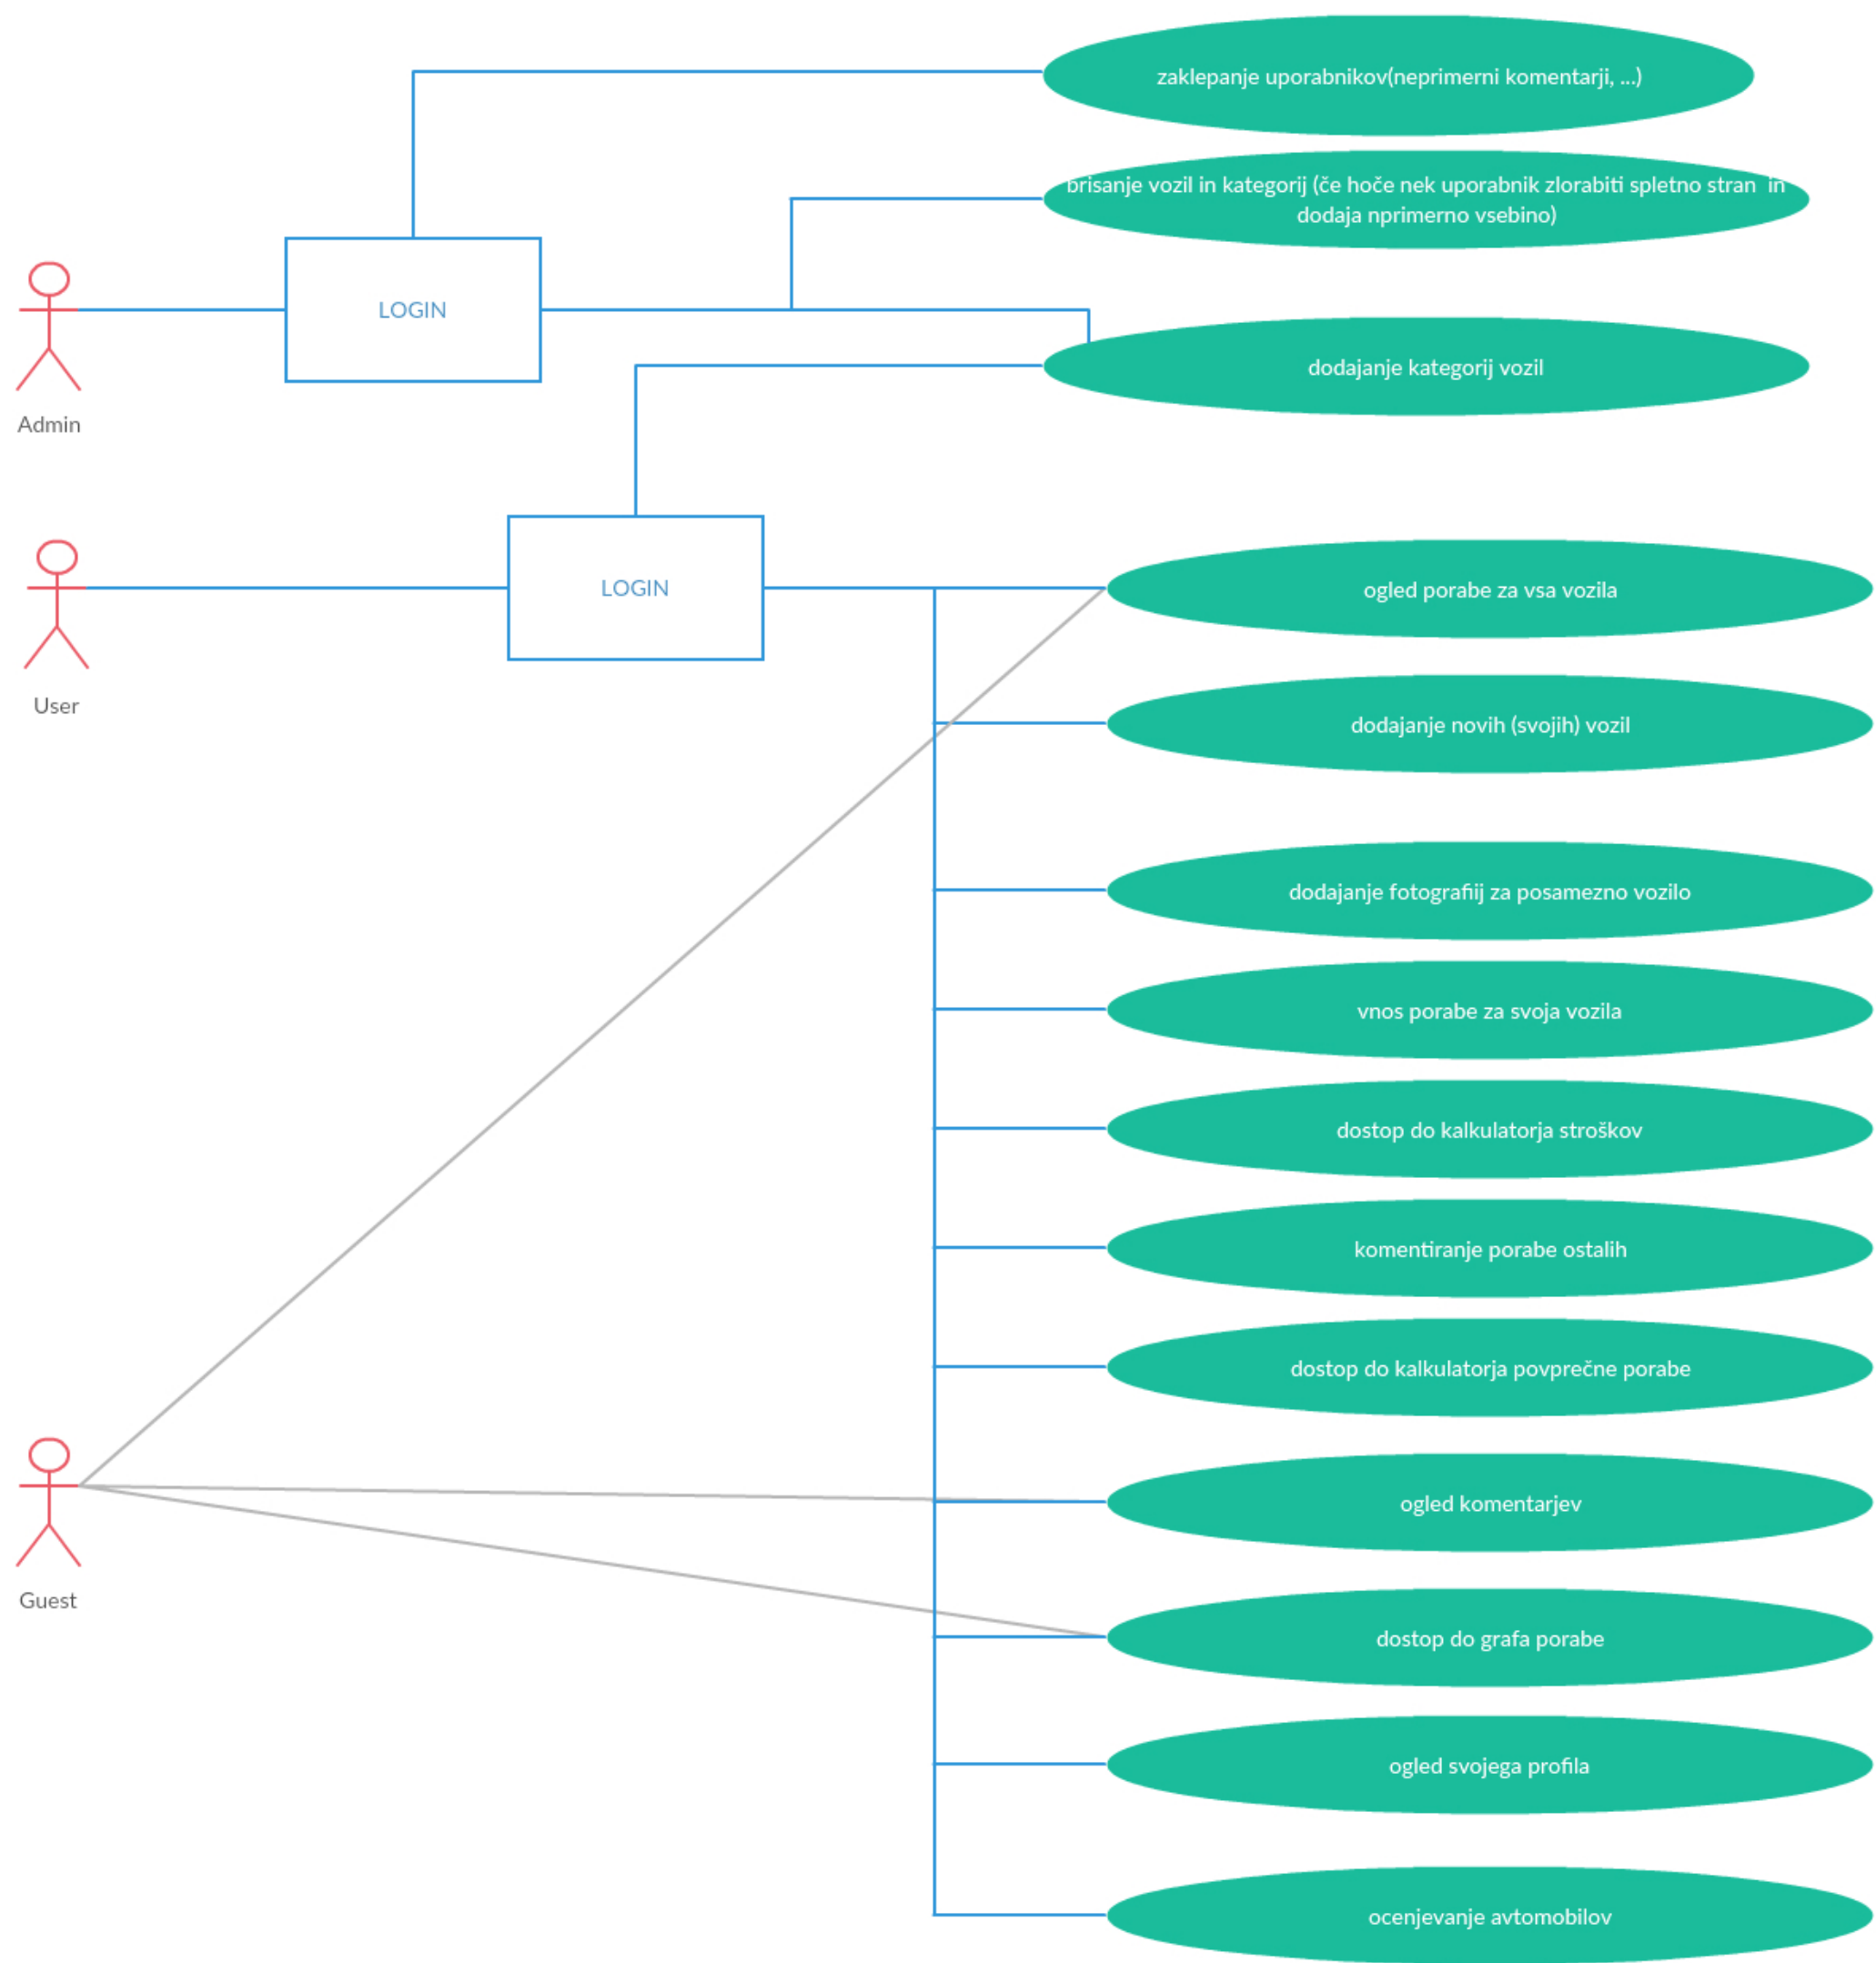 zaklepanje uporabnikov(neprimerni komentarji, ...)
brisanje vozil in kategorij (če hoče nek uporabnik zlorabiti spletno stran in
dodaja nprimerno vsebino)
LOGIN
dodajanje kategorij vozil
Admin
LOGIN
ogled porabe za vsa vozila
User
dodajanje novih (svojih) vozil
dodajanje fotografiij za posamezno vozilo
vnos porabe za svoja vozila
dostop do kalkulatorja stroškov
komentiranje porabe ostalih
dostop do kalkulatorja povprečne porabe
ogled komentarjev
Guest
dostop do grafa porabe
ogled svojega profila
ocenjevanje avtomobilov